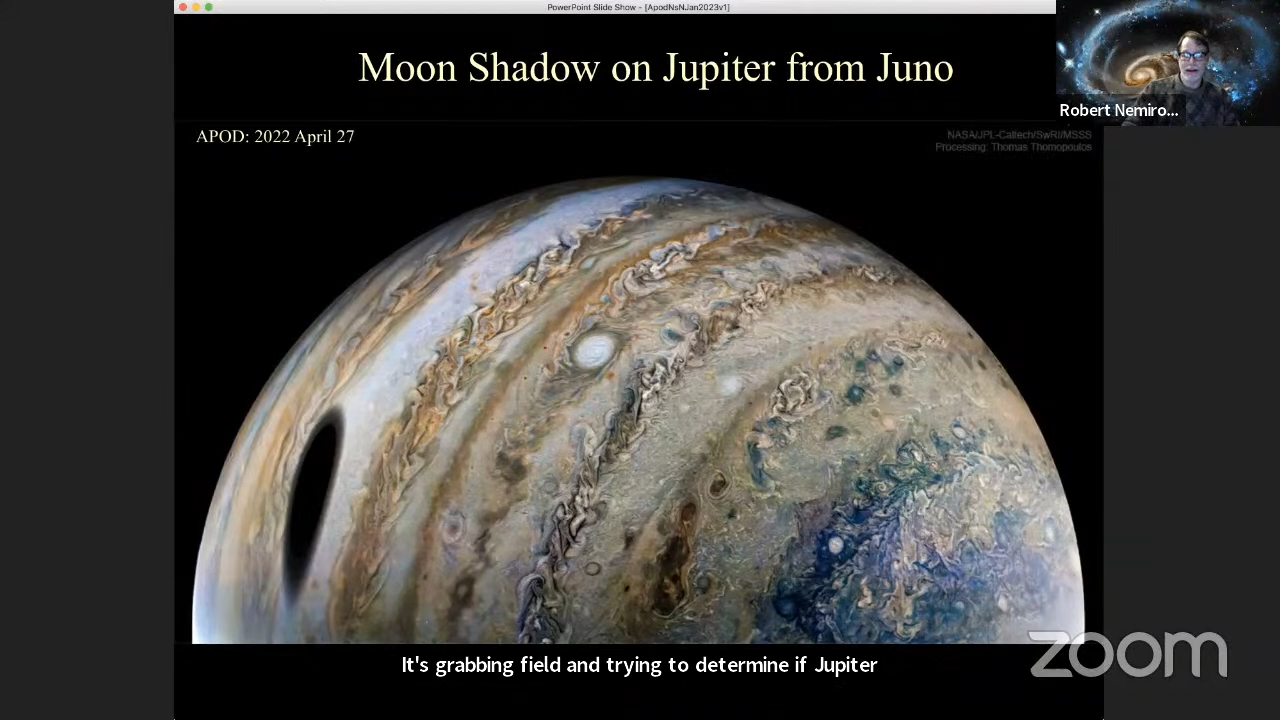 PowerPoint Slide Show - [ApodNsNJan2023v1]
Moon Shadow on Jupiter from Juno
Robert Nemiro...
APOD: 2022 April 27
NASA/JPL-Caltech/SwRI/MSSS
Processing: Thomas Thomopoulos
zoom
It's grabbing field and trying to determine if Jupiter